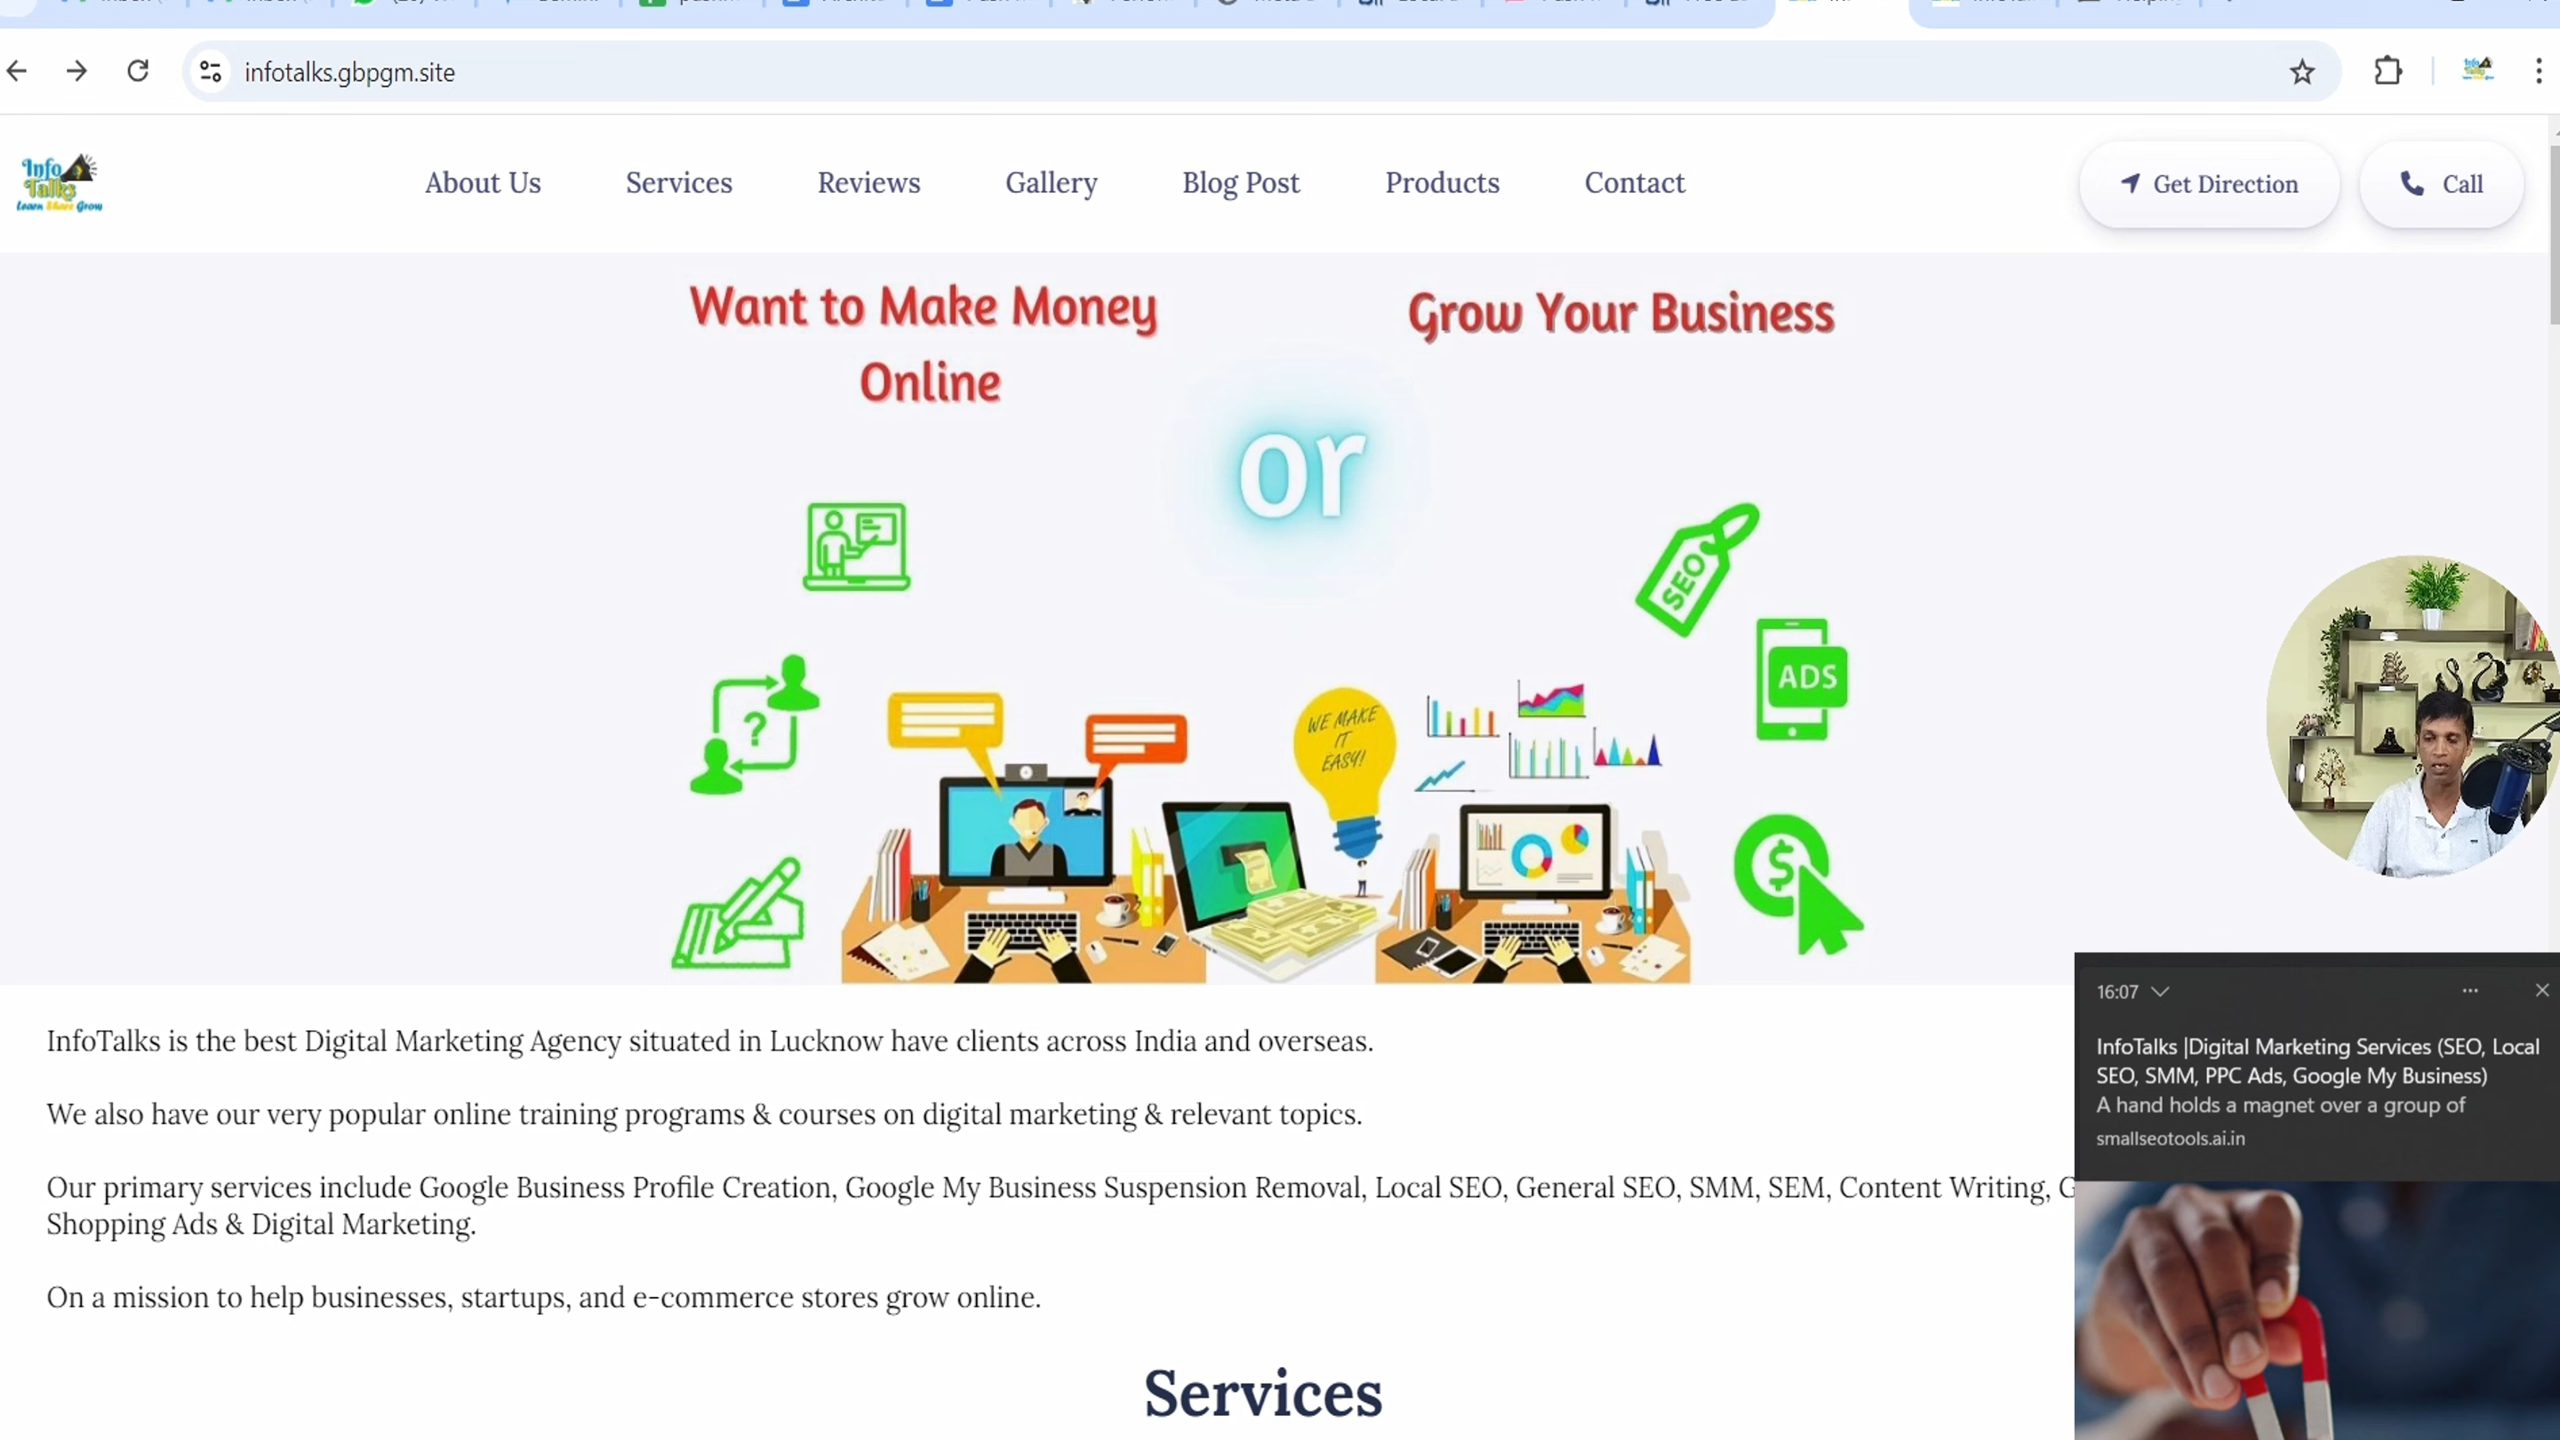 infotalks.gbpgm.site
Info
Talks
Learn Share Grow
About Us
Services
Reviews
Gallery
Blog Post
Products
Contact
Get Direction
Call
Want to Make Money
Online
or
Grow Your Business
SEO
ADS
?
WE MAKE
IT
EASY!
$
InfoTalks is the best Digital Marketing Agency situated in Lucknow have clients across India and overseas.
We also have our very popular online training programs & courses on digital marketing & relevant topics.
Our primary services include Google Business Profile Creation, Google My Business Suspension Removal, Local SEO, General SEO, SMM, SEM, Content Writing, G
Shopping Ads & Digital Marketing.
On a mission to help businesses, startups, and e-commerce stores grow online.
Services
16:07
InfoTalks |Digital Marketing Services (SEO, Local
SEO, SMM, PPC Ads, Google My Business)
A hand holds a magnet over a group of
smallseotools.ai.in